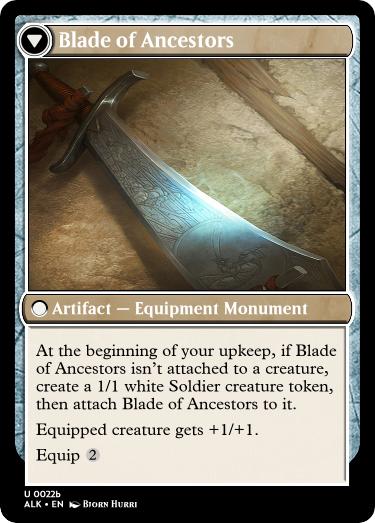 Blade of Ancestors
Artifact — Equipment Monument
At the beginning of your upkeep, if Blade
of Ancestors isn't attached to a creature,
create a 1/1 white Soldier creature token,
then attach Blade of Ancestors to it.
Equipped creature gets +1/+1.
Equip 2
U 0022b
ALK • EN Bjorn Hurri